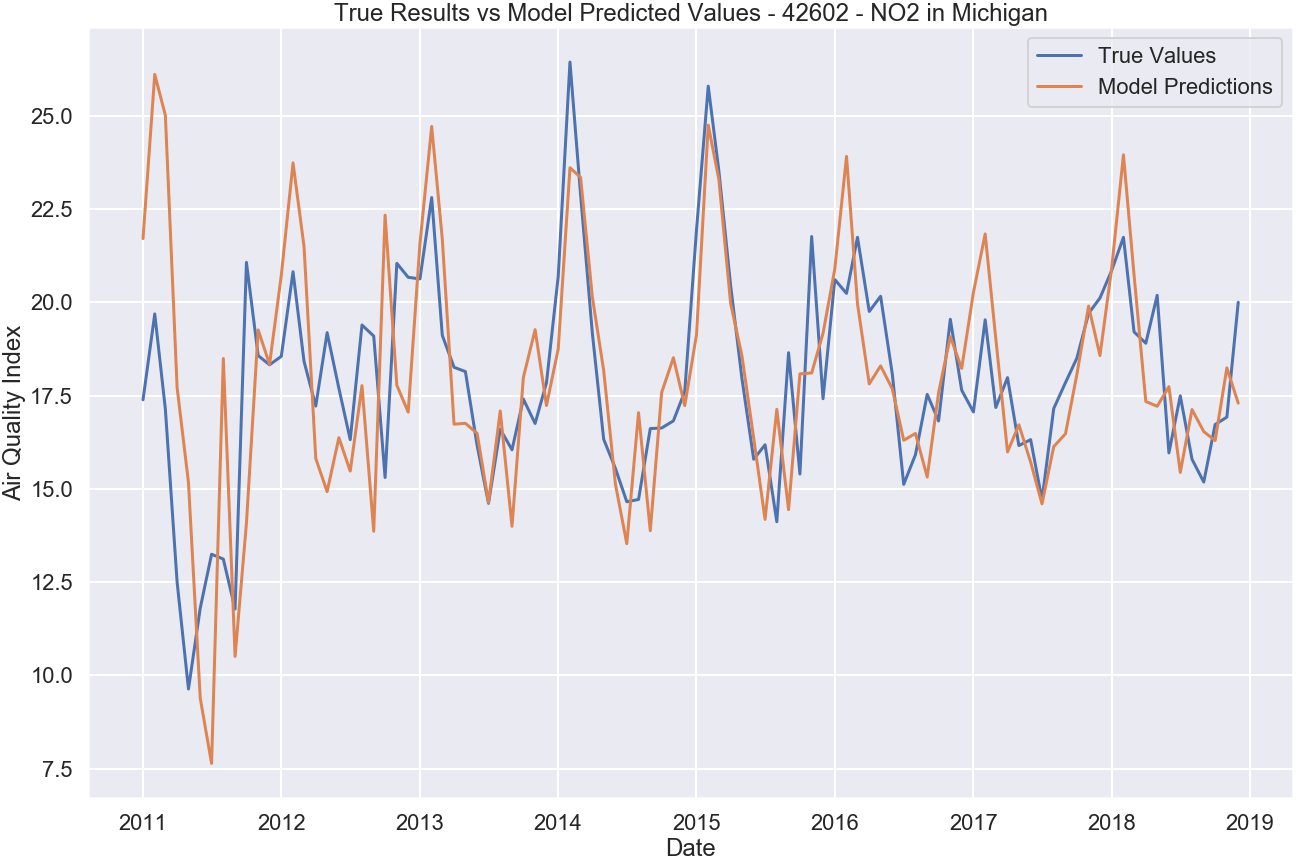 True Results vs Model Predicted Values - 42602 - NO2 in Michigan
True Values
Model Predictions
Air Quality Index
25.0
22.5
20.0
17.5
15.0
12.5
10.0
7.5
2011 2012 2013 2014 2015 2016 2017 2018 2019
Date